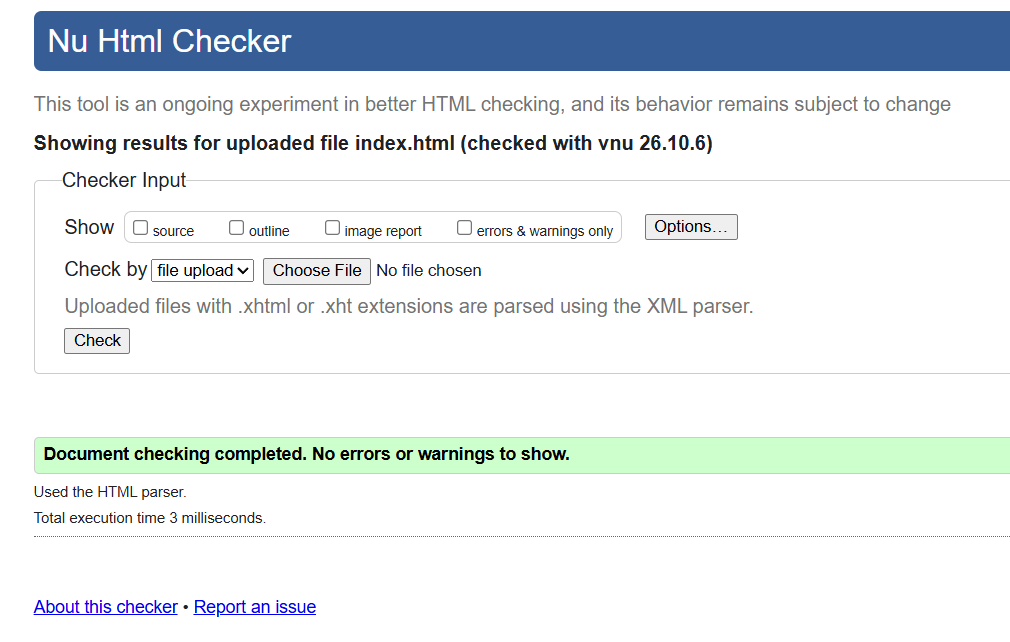 Nu Html Checker
This tool is an ongoing experiment in better HTML checking, and its behavior remains subject to change
Showing results for uploaded file index.html (checked with vnu 26.10.6)
Checker Input
Show source outline image report errors & warnings only Options…
Check by file upload Choose File No file chosen
Uploaded files with .xhtml or .xht extensions are parsed using the XML parser.
Check
Document checking completed. No errors or warnings to show.
Used the HTML parser.
Total execution time 3 milliseconds.
About this checker • Report an issue